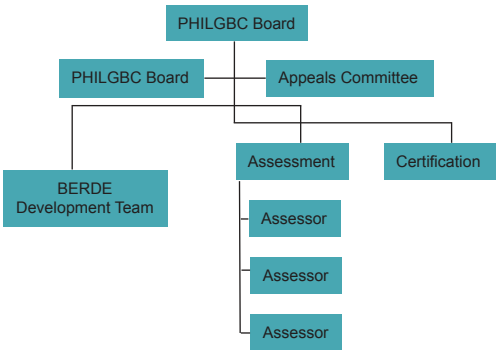 PHILGBC Board
PHILGBC Board
Appeals Committee
Assessment
Certification
BERDE
Development Team
Assessor
Assessor
Assessor